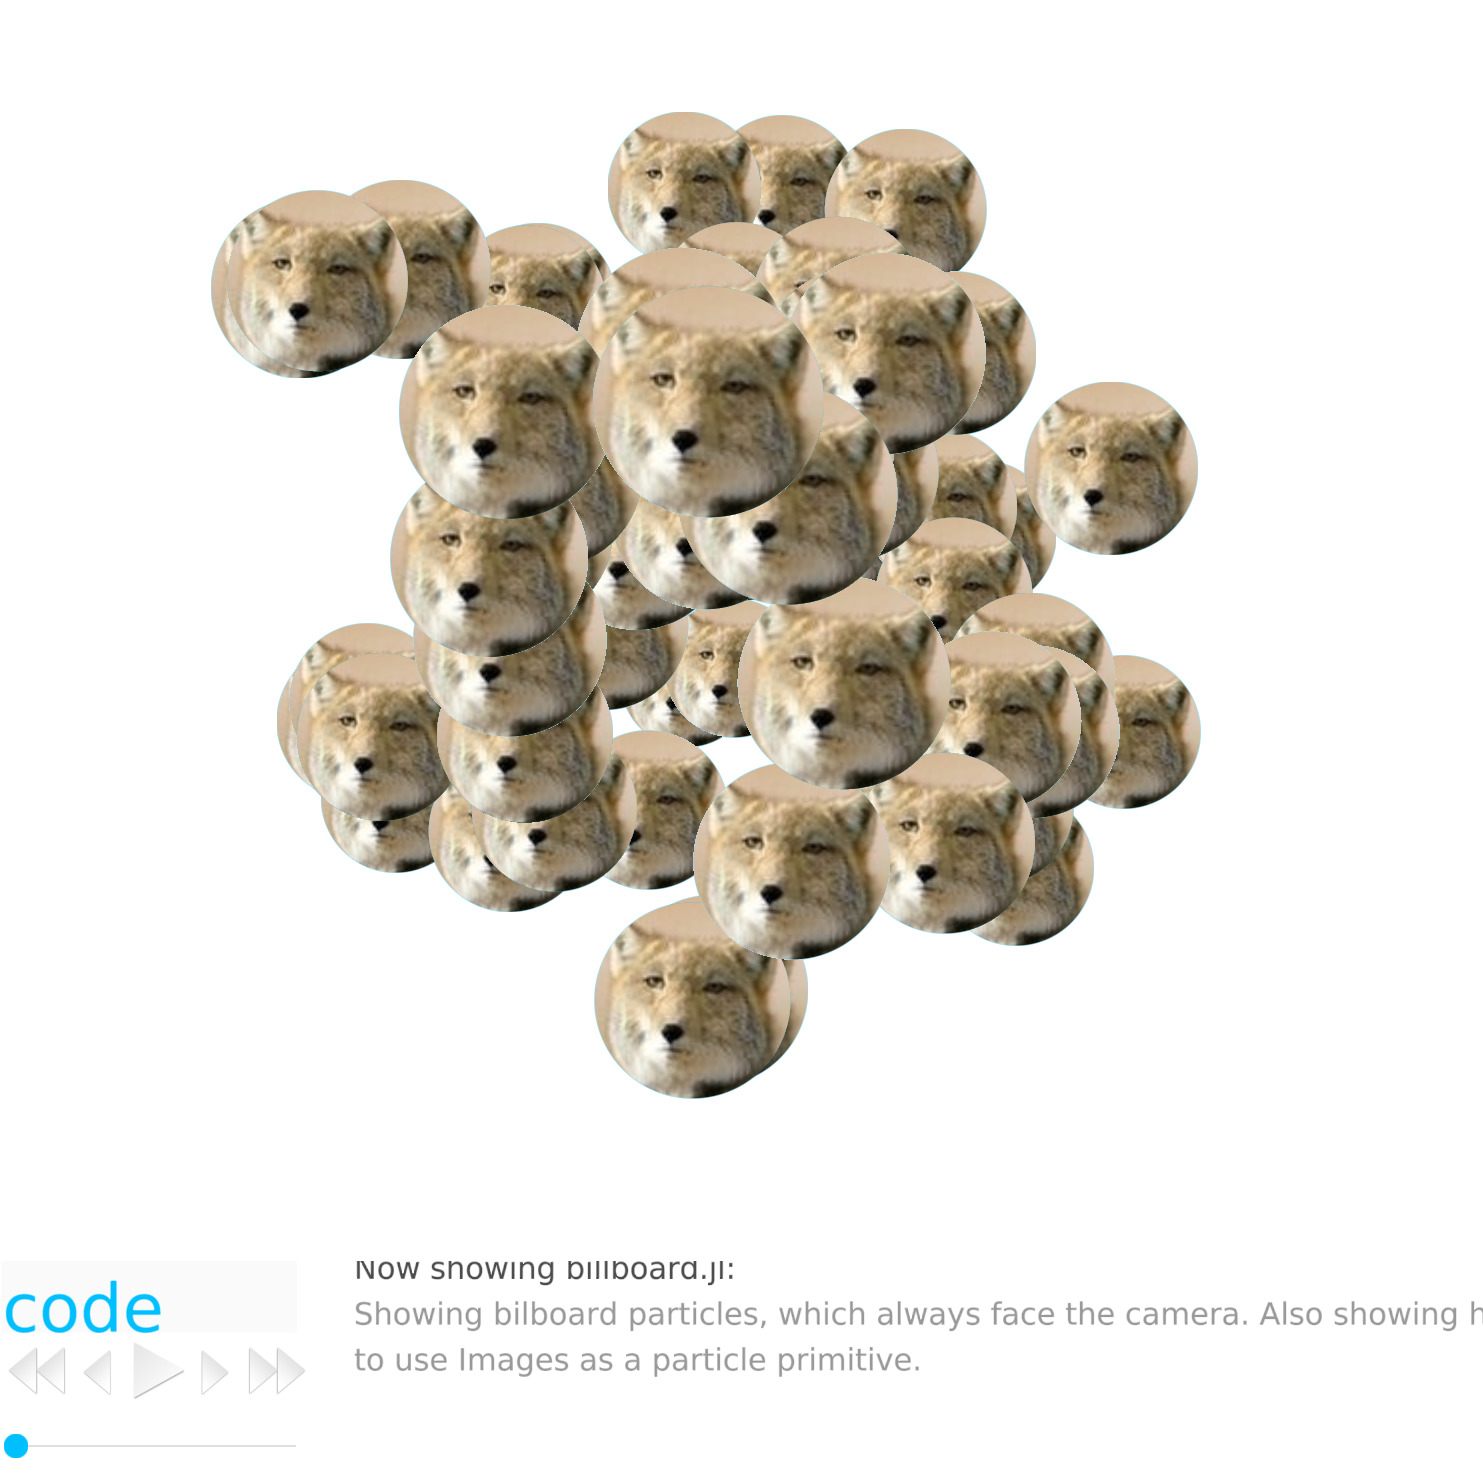 Now showing billboard.jl:
code
Showing bilboard particles, which always face the camera. Also showing
to use Images as a particle primitive.